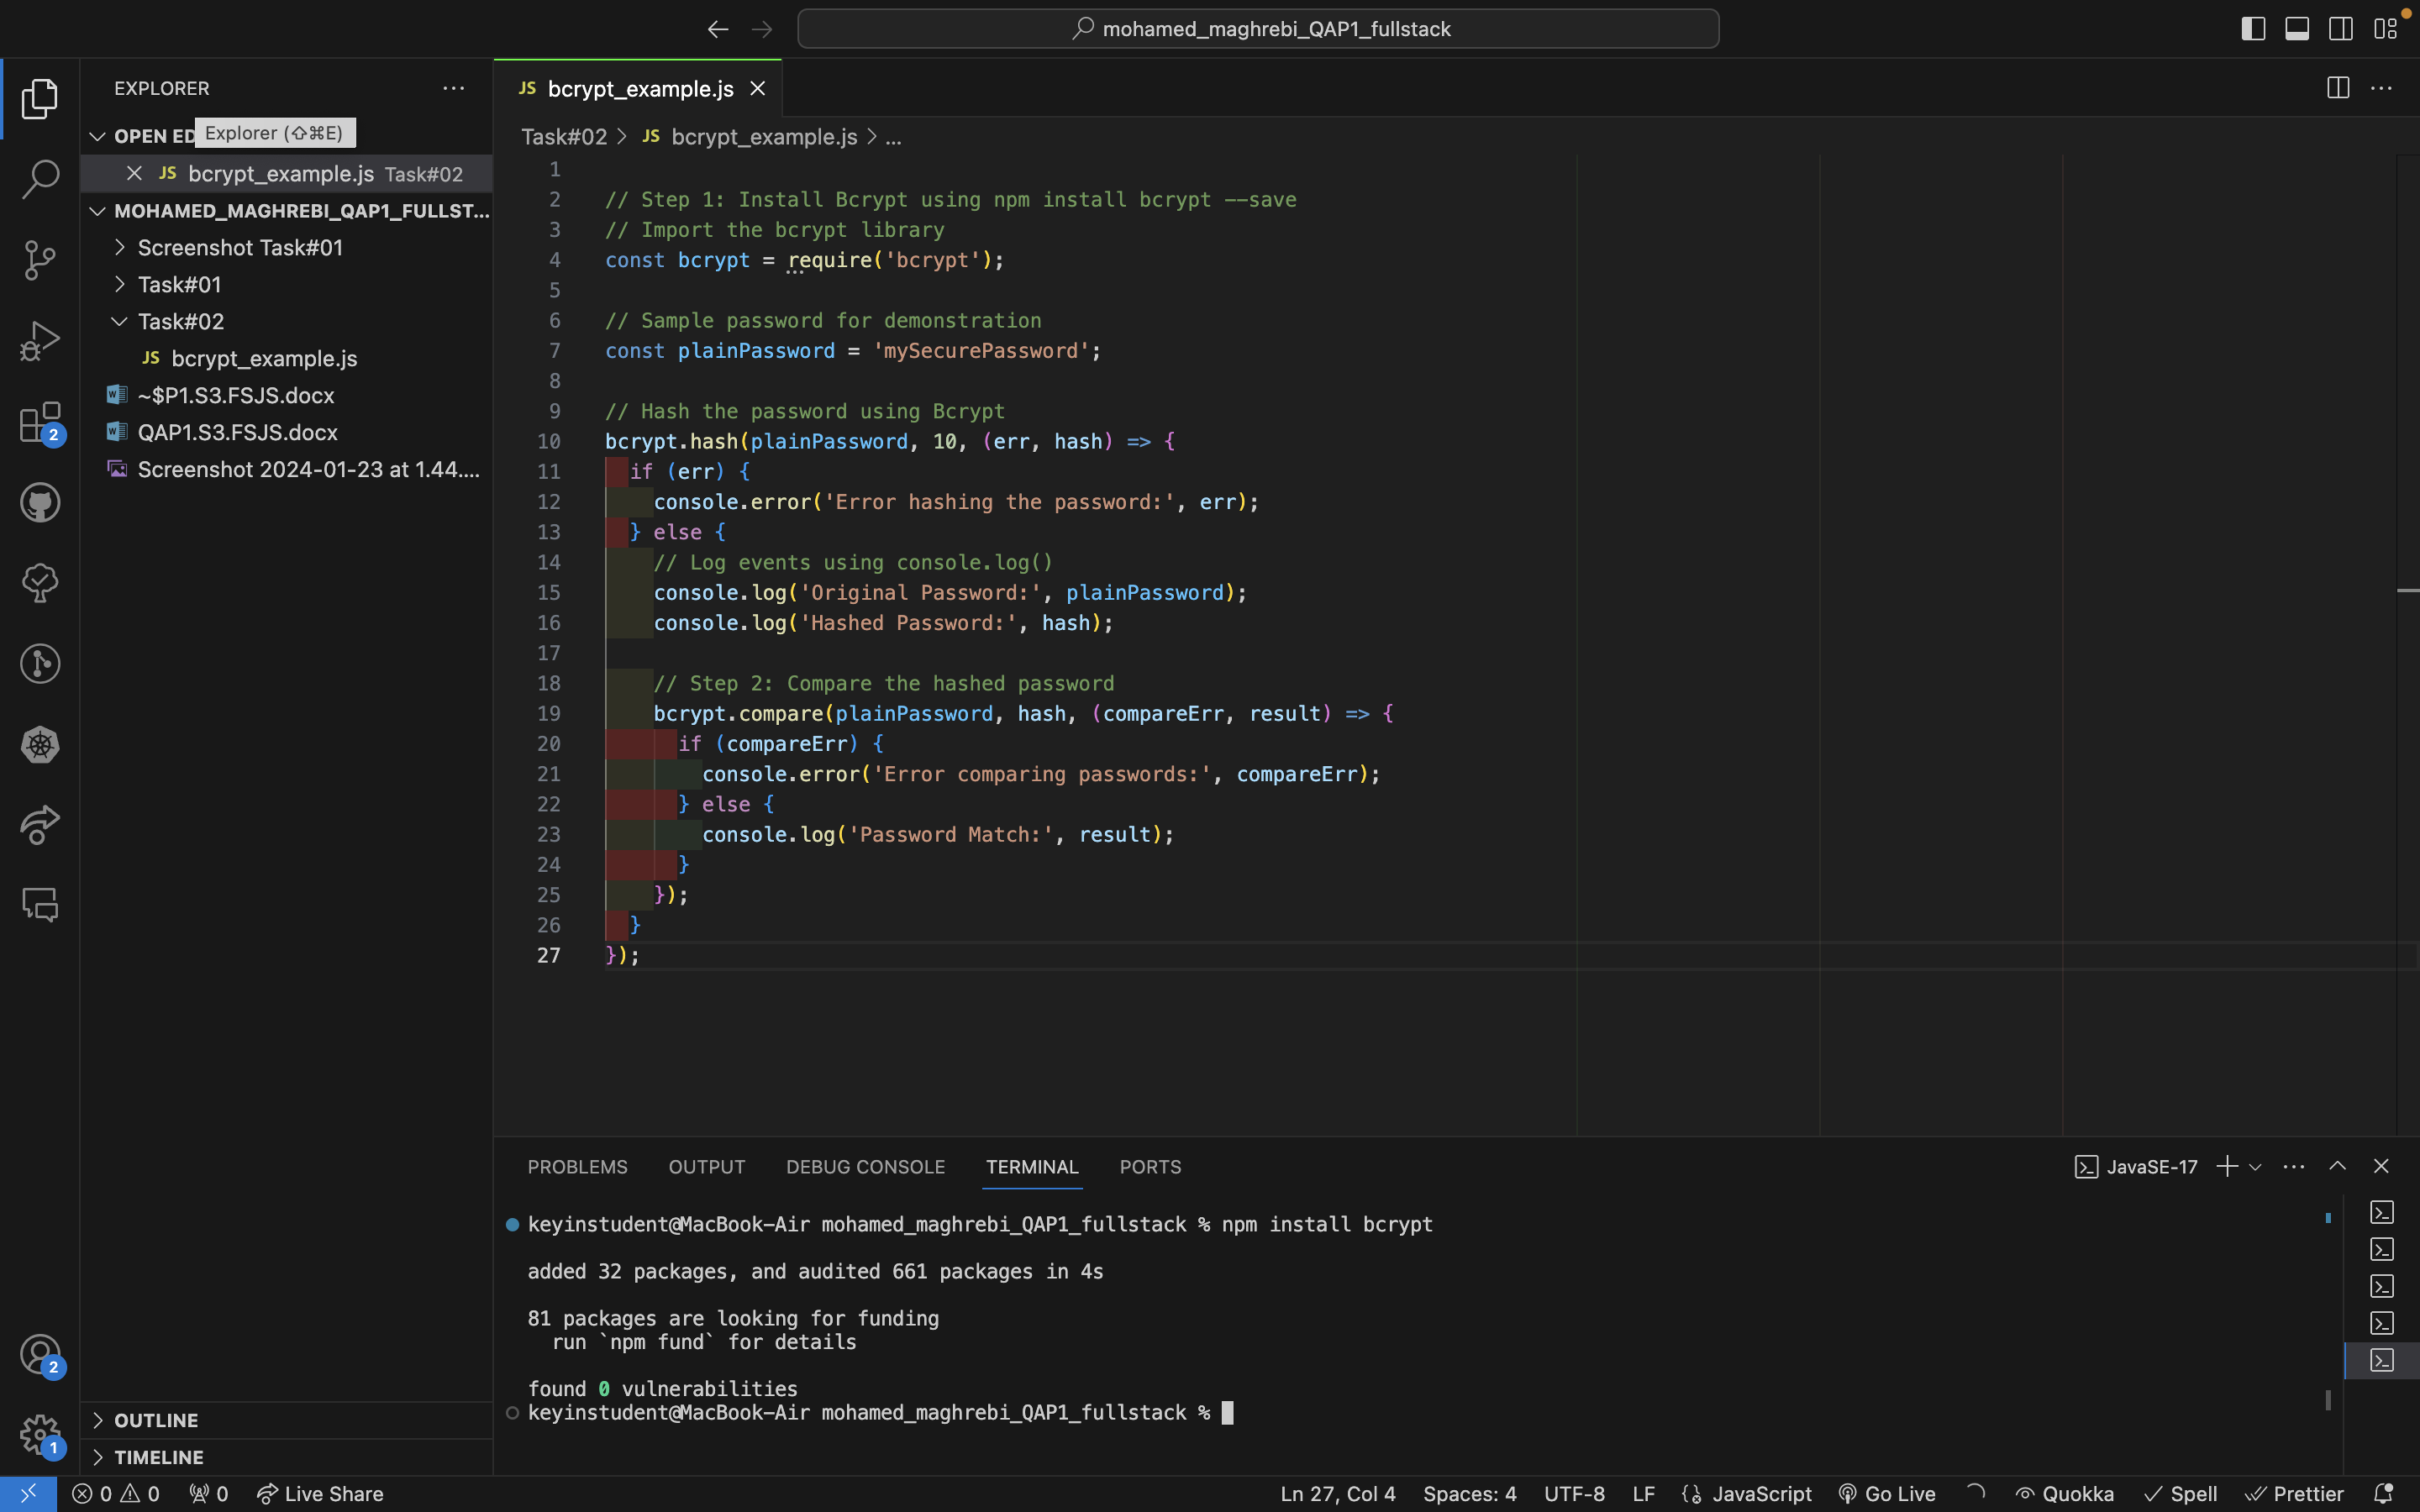 mohamed_maghrebi_QAP1_fullstack
EXPLORER
OPEN ED
Explorer (⇧⌘E)
JS bcrypt_example.js Task#02
MOHAMED_MAGHREBI_QAP1_FULLST...
Screenshot Task#01
Task#01
Task#02
JS bcrypt_example.js
~$P1.S3.FSJS.docx
QAP1.S3.FSJS.docx
Screenshot 2024-01-23 at 1.44....
2
2
1
OUTLINE
TIMELINE
JS bcrypt_example.js
Task#02 > JS bcrypt_example.js > ...
1
2 // Step 1: Install Bcrypt using npm install bcrypt --save
3 // Import the bcrypt library
4 const bcrypt = require('bcrypt');
5
6 // Sample password for demonstration
7 const plainPassword = 'mySecurePassword';
8
9 // Hash the password using Bcrypt
10 bcrypt.hash(plainPassword, 10, (err, hash) => {
11 if (err) {
12 console.error('Error hashing the password:', err);
13 } else {
14 // Log events using console.log()
15 console.log('Original Password:', plainPassword);
16 console.log('Hashed Password:', hash);
17
18 // Step 2: Compare the hashed password
19 bcrypt.compare(plainPassword, hash, (compareErr, result) => {
20 if (compareErr) {
21 console.error('Error comparing passwords:', compareErr);
22 } else {
23 console.log('Password Match:', result);
24 }
25 });
26 }
27 });
PROBLEMS OUTPUT DEBUG CONSOLE TERMINAL PORTS JavaSE-17
keyinstudent@MacBook-Air mohamed_maghrebi_QAP1_fullstack % npm install bcrypt
added 32 packages, and audited 661 packages in 4s
81 packages are looking for funding
run `npm fund` for details
found 0 vulnerabilities
keyinstudent@MacBook-Air mohamed_maghrebi_QAP1_fullstack %
0 0 0 Live Share Ln 27, Col 4 Spaces: 4 UTF-8 LF JavaScript Go Live Quokka Spell Prettier